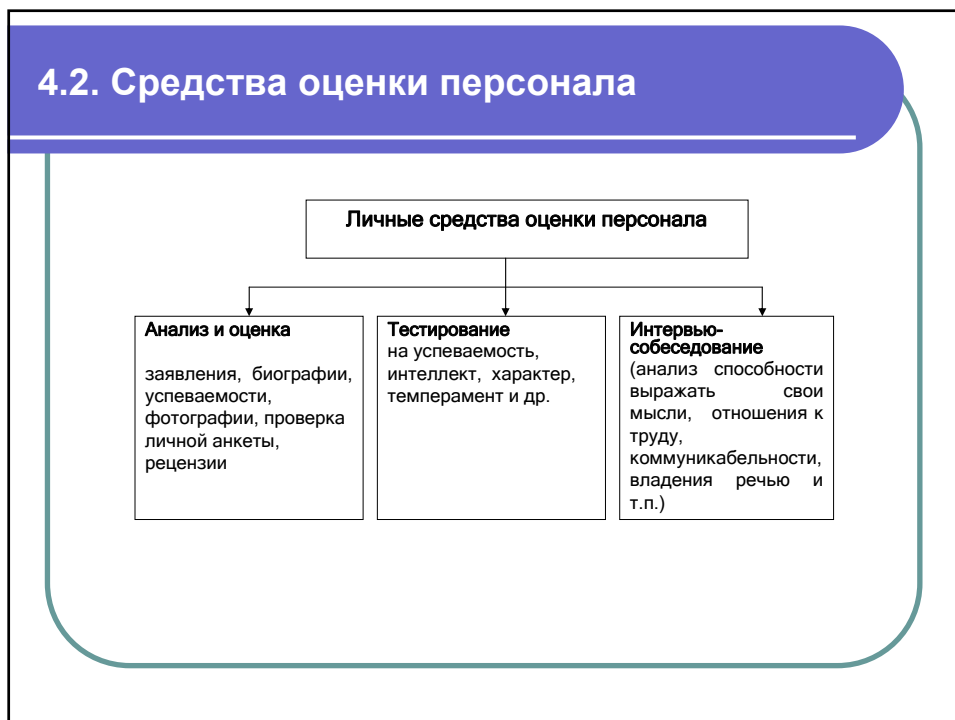 4.2. Средства оценки персонала
Личные средства оценки персонала
Анализ и оценка
заявления, биографии,
успеваемости,
фотографии, проверка
личной анкеты,
рецензии
Тестирование
на успеваемость,
интеллект, характер,
темперамент и др.
Интервью-
собеседование
(анализ способности
выражать свои
мысли, отношения к
труду,
коммуникабельности,
владения речью и
т.п.)